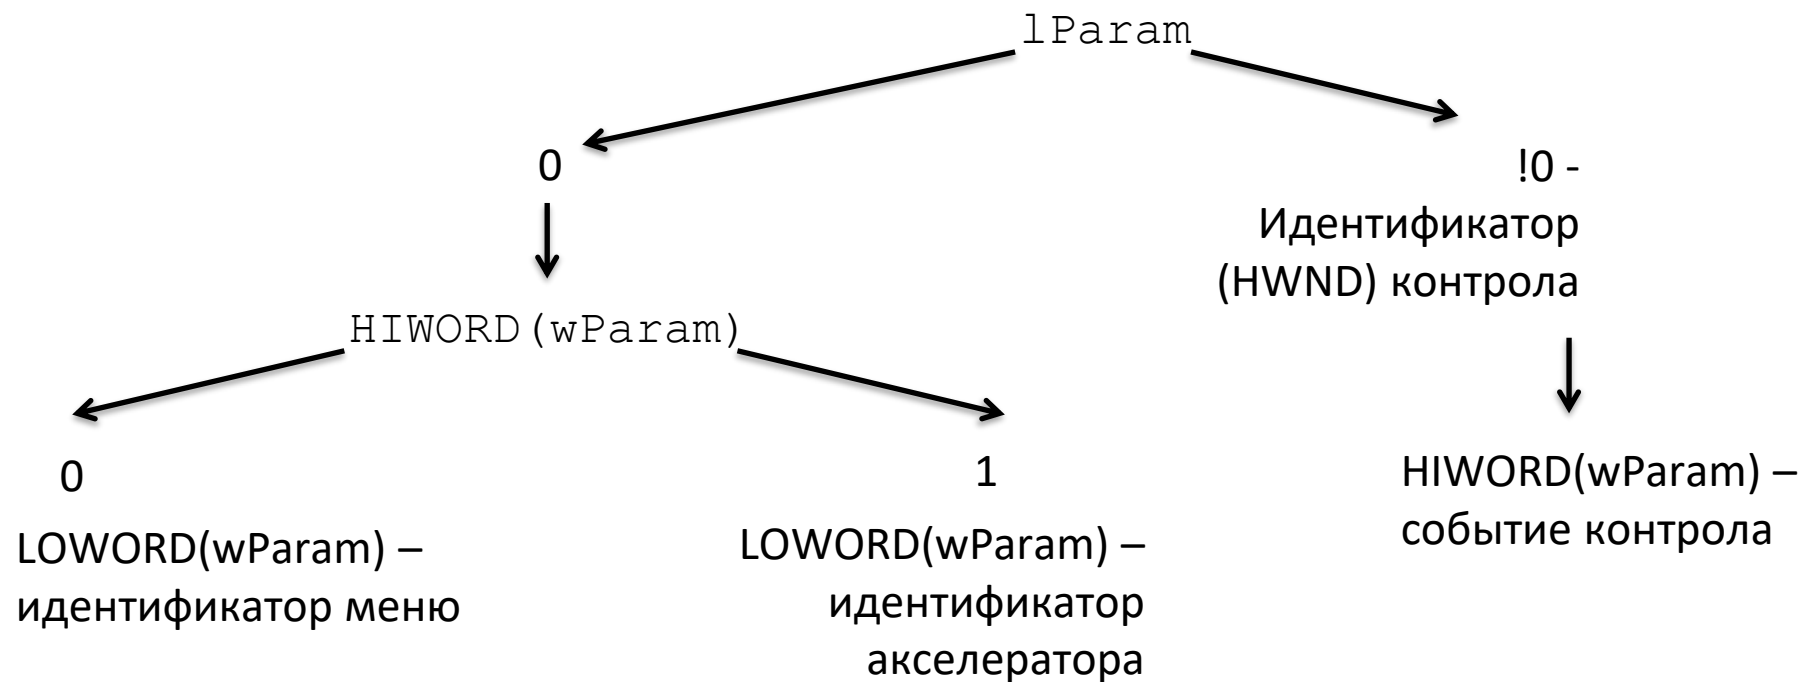 lParam
0
!0 -
Идентификатор
(HWND) контрола
HIWORD(wParam)
0
LOWORD(wParam) –
идентификатор меню
1
LOWORD(wParam) –
идентификатор
акселератора
HIWORD(wParam) –
событие контрола